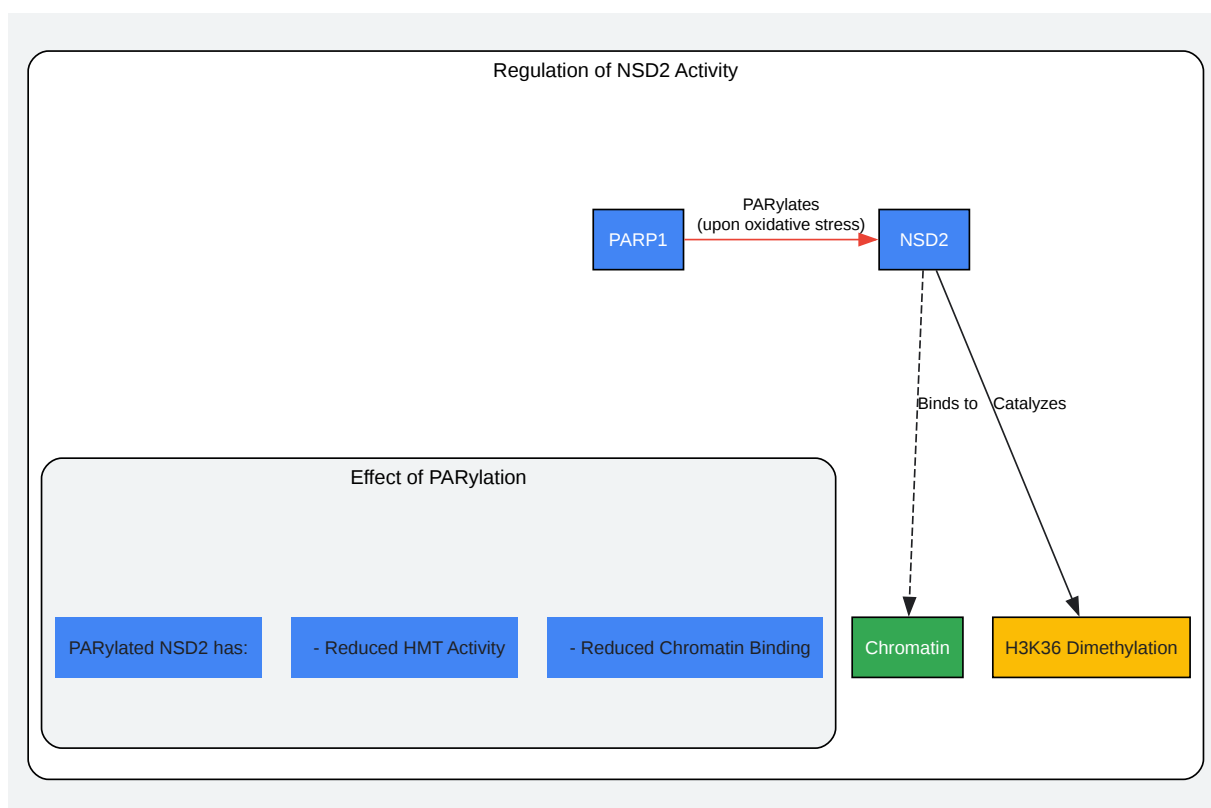 Regulation of NSD2 Activity
PARylates
(upon oxidative stress)
PARP1
NSD2
Binds to
Catalyzes
Effect of PARylation
PARylated NSD2 has:
- Reduced HMT Activity
- Reduced Chromatin Binding
Chromatin
H3K36 Dimethylation